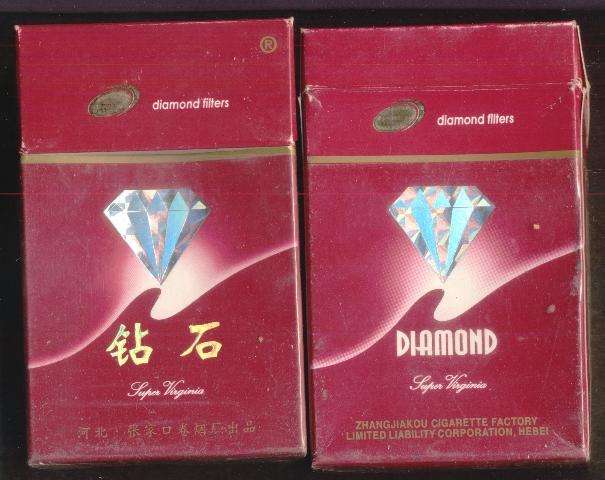 ®
diamond filters
钻石
Super Virginia
河北·张家口卷烟厂出品
diamond filters
DIAMOND
Super Virginia
ZHANGJIAKOU CIGARETTE FACTORY
LIMITED LIABILITY CORPORATION, HEBEI